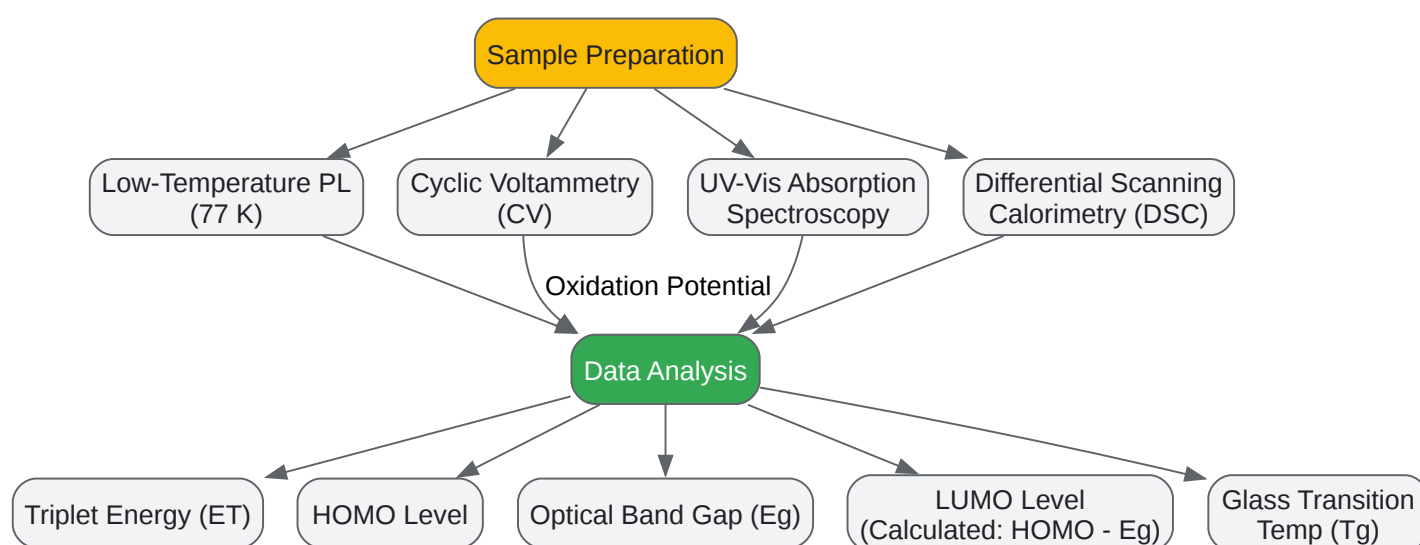 Sample Preparation
Low-Temperature PL
(77 K)
Cyclic Voltammetry
(CV)
UV-Vis Absorption
Spectroscopy
Differential Scanning
Calorimetry (DSC)
Oxidation Potential
Data Analysis
Triplet Energy (ET)
HOMO Level
Optical Band Gap (Eg)
LUMO Level
(Calculated: HOMO - Eg)
Glass Transition
Temp (Tg)